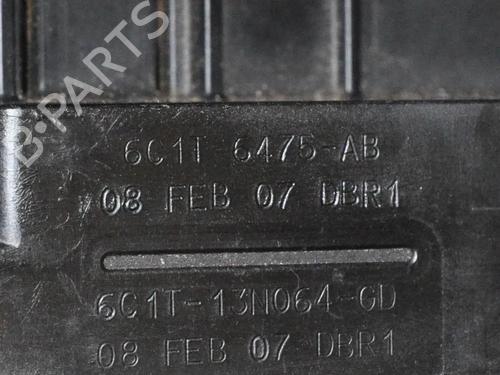 B-PARTS
6C1T-6475-AB
08 FEB 07 DBR1
6C1T-13N064-GD
08 FEB 07 DBR1